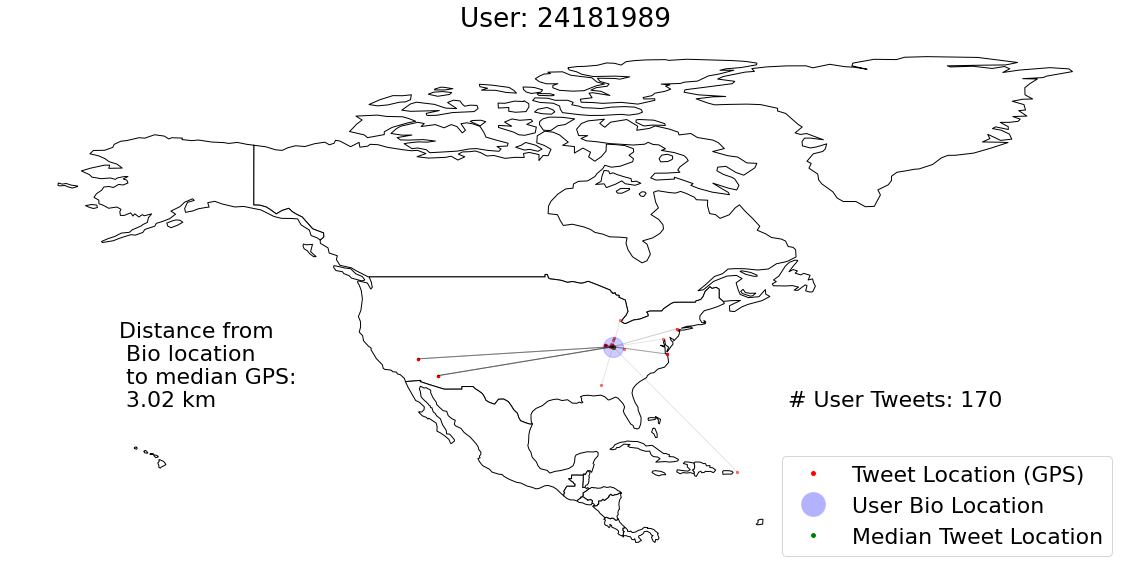 User: 24181989
Distance from
Bio location
to median GPS:
3.02 km
# User Tweets: 170
Tweet Location (GPS)
User Bio Location
Median Tweet Location